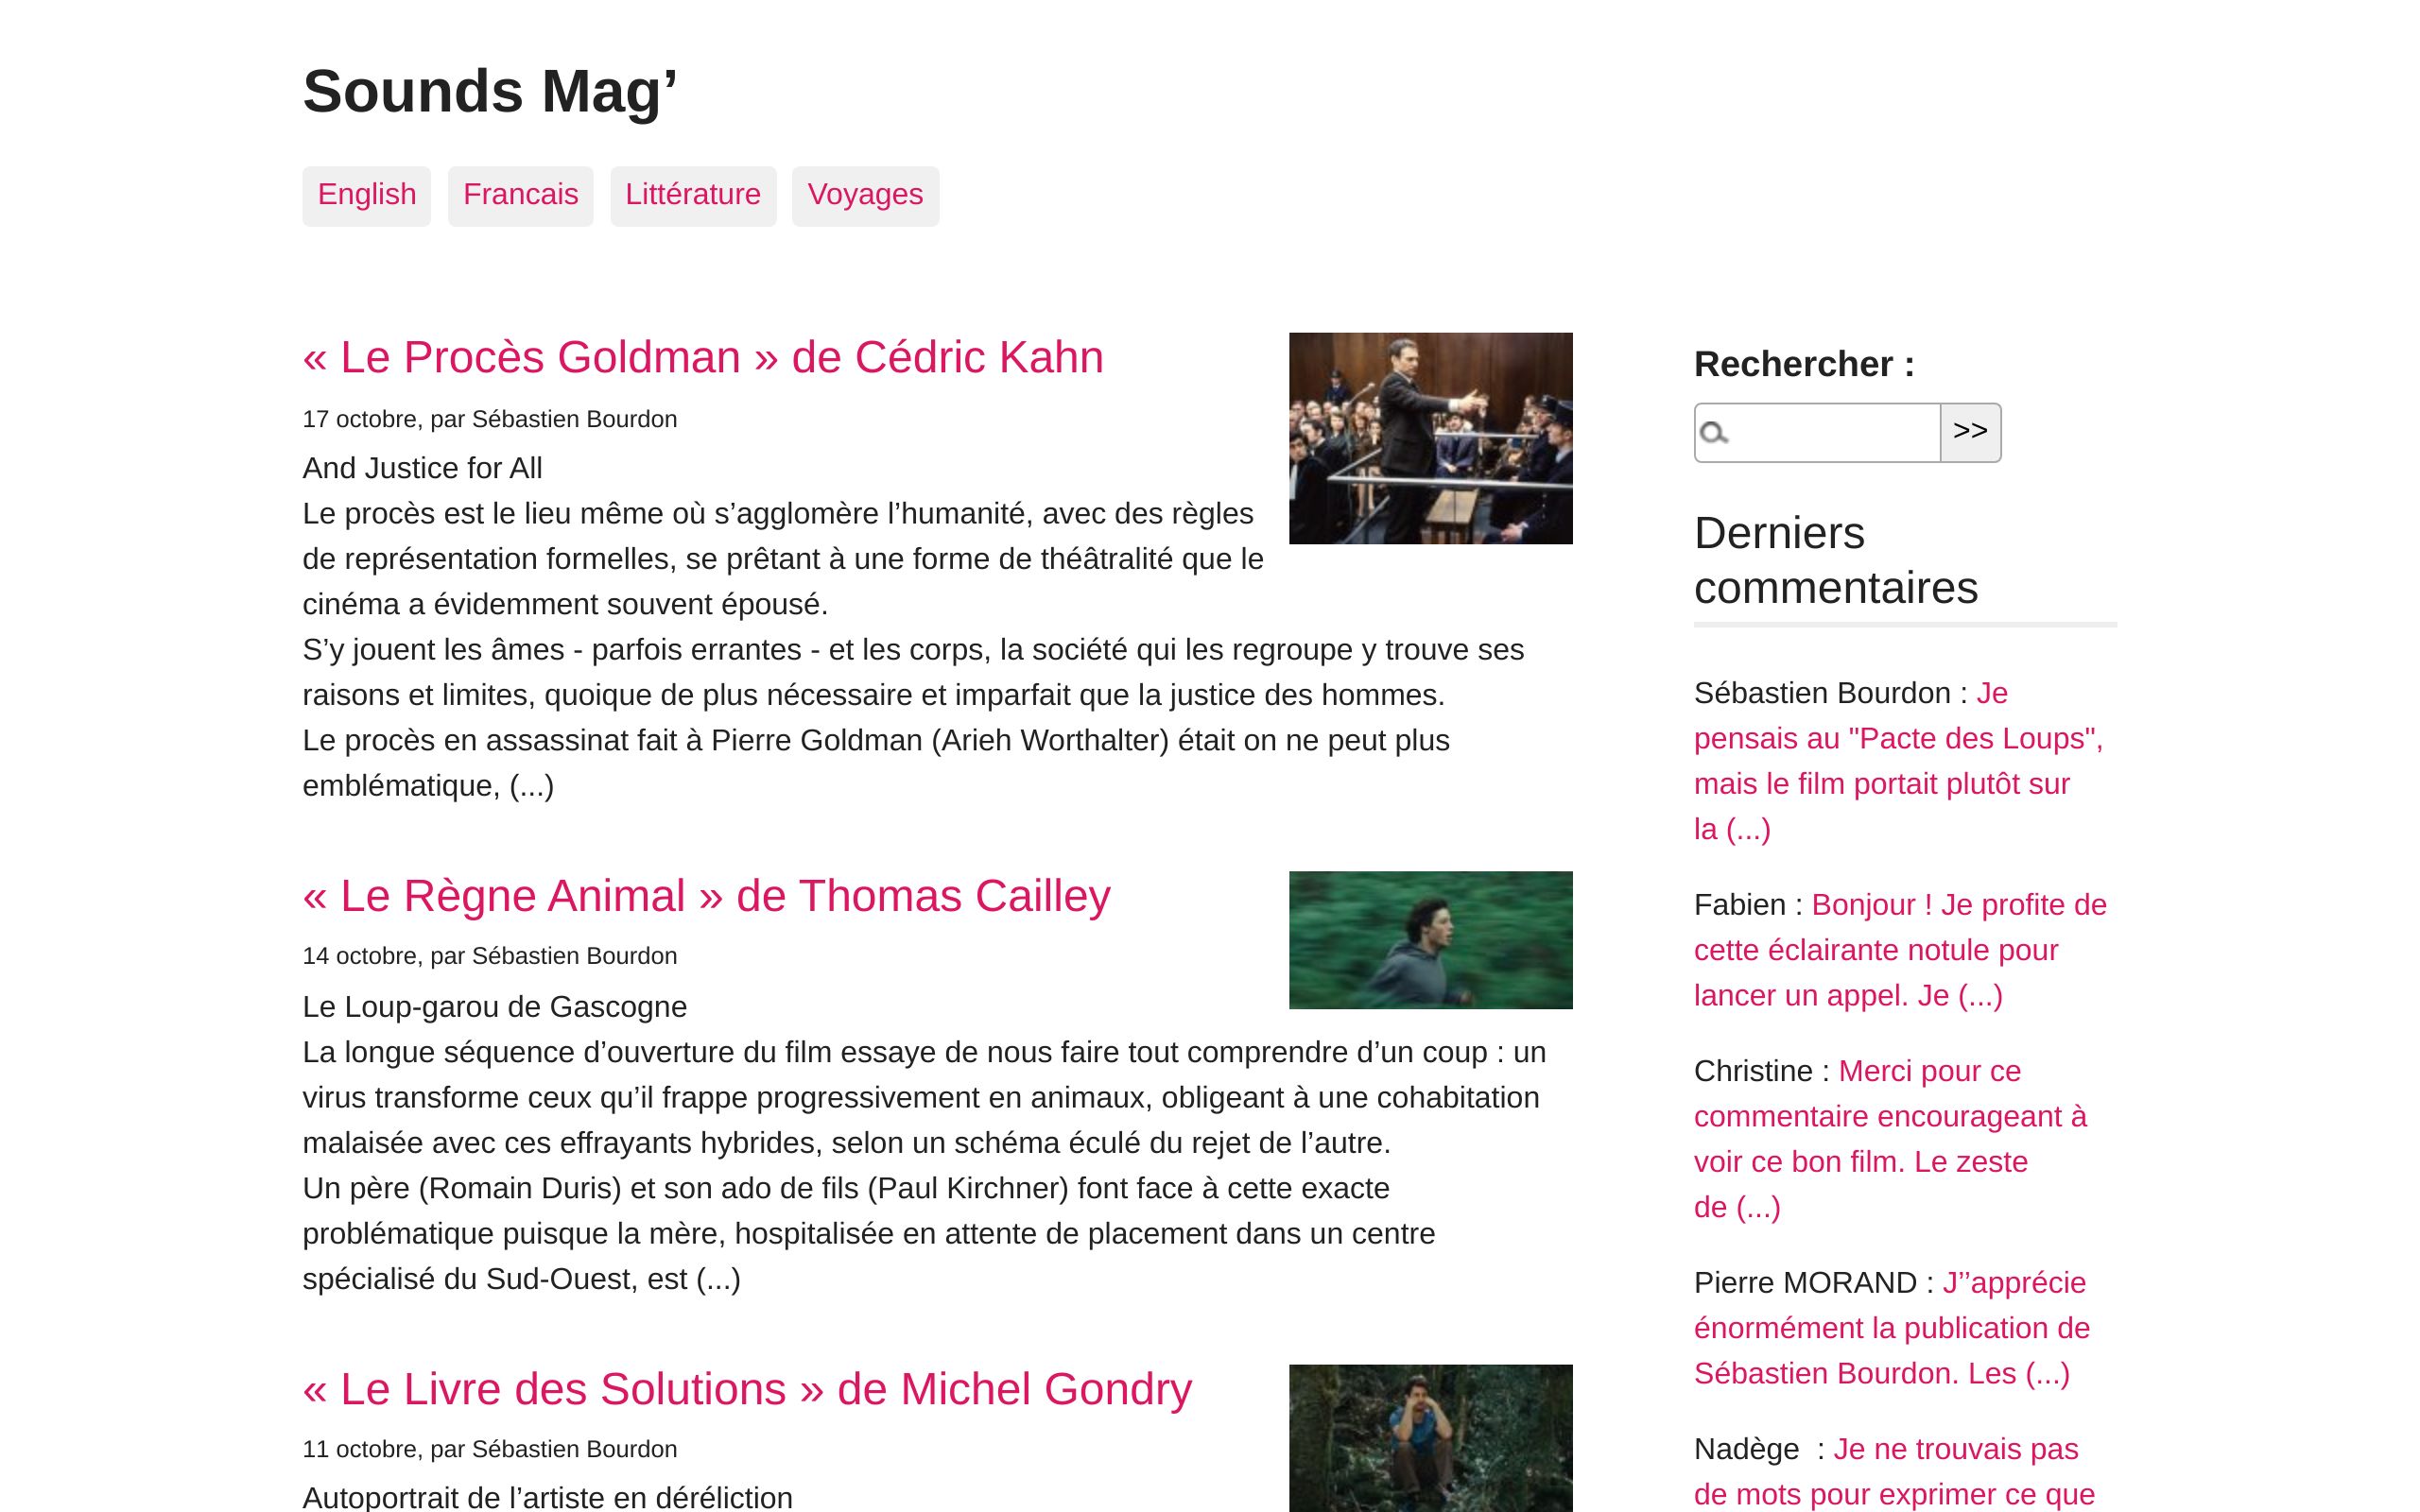 Sounds Mag’
English Francais Littérature Voyages
« Le Procès Goldman » de Cédric Kahn
17 octobre, par Sébastien Bourdon
And Justice for All
Le procès est le lieu même où s’agglomère l’humanité, avec des règles
de représentation formelles, se prêtant à une forme de théâtralité que le
cinéma a évidemment souvent épousé.
S’y jouent les âmes - parfois errantes - et les corps, la société qui les regroupe y trouve ses
raisons et limites, quoique de plus nécessaire et imparfait que la justice des hommes.
Le procès en assassinat fait à Pierre Goldman (Arieh Worthalter) était on ne peut plus
emblématique, (...)
« Le Règne Animal » de Thomas Cailley
14 octobre, par Sébastien Bourdon
Le Loup-garou de Gascogne
La longue séquence d’ouverture du film essaye de nous faire tout comprendre d’un coup : un
virus transforme ceux qu’il frappe progressivement en animaux, obligeant à une cohabitation
malaisée avec ces effrayants hybrides, selon un schéma éculé du rejet de l’autre.
Un père (Romain Duris) et son ado de fils (Paul Kirchner) font face à cette exacte
problématique puisque la mère, hospitalisée en attente de placement dans un centre
spécialisé du Sud-Ouest, est (...)
« Le Livre des Solutions » de Michel Gondry
11 octobre, par Sébastien Bourdon
Autoportrait de l’artiste en déréliction
Rechercher :
>>
Derniers
commentaires
Sébastien Bourdon : Je
pensais au "Pacte des Loups",
mais le film portait plutôt sur
la (...)
Fabien : Bonjour ! Je profite de
cette éclairante notule pour
lancer un appel. Je (...)
Christine : Merci pour ce
commentaire encourageant à
voir ce bon film. Le zeste
de (...)
Pierre MORAND : J’’apprécie
énormément la publication de
Sébastien Bourdon. Les (...)
Nadège  : Je ne trouvais pas
de mots pour exprimer ce que